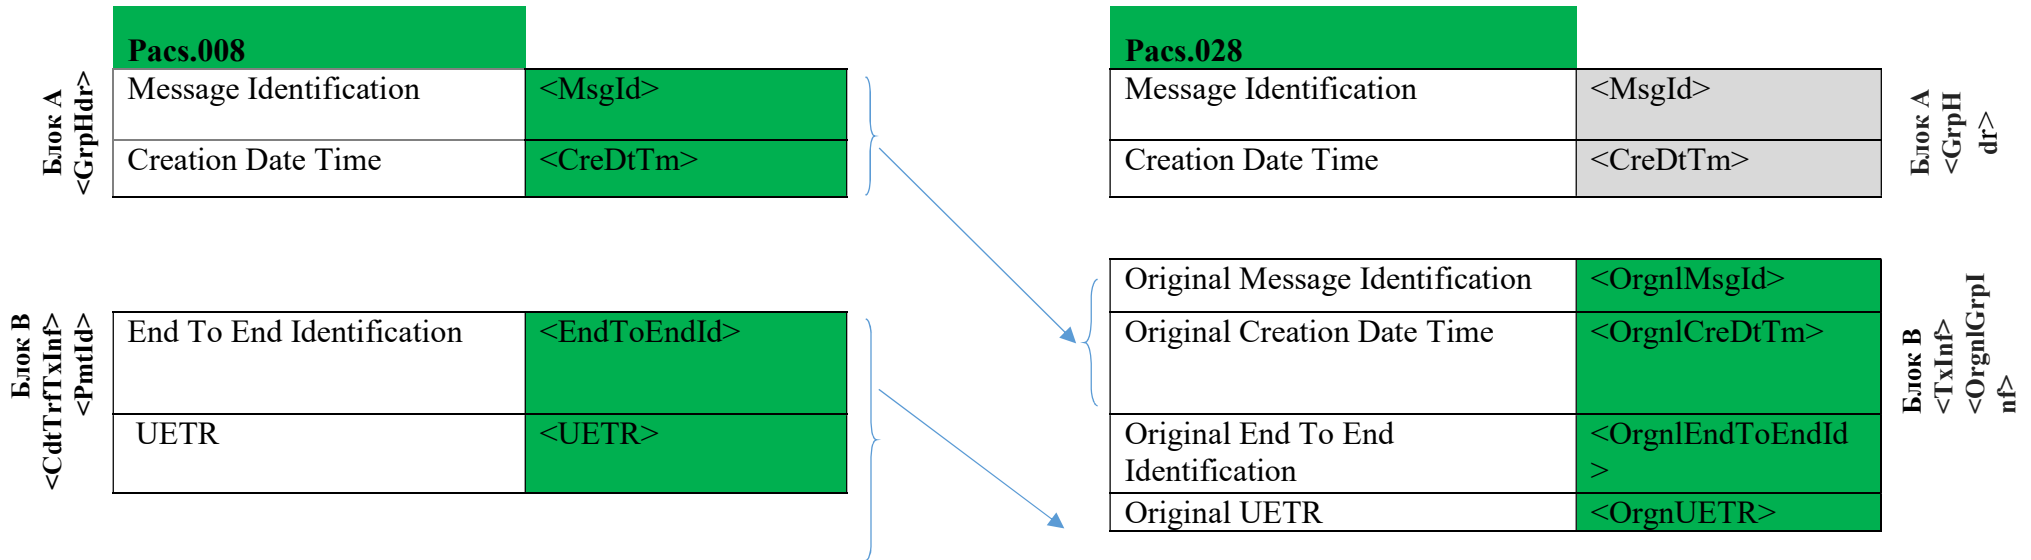 Pacs.008
Блок А
<GrpHdr>
Message Identification
<MsgId>
Creation Date Time
<CreDtTm>
Блок В
<CdtTrfTxInf>
<PmtId>
End To End Identification
<EndToEndId>
UETR
<UETR>
Pacs.028
Message Identification
<MsgId>
Creation Date Time
<CreDtTm>
Блок А
<GrpH
dr>
Original Message Identification
<OrgnlMsgId>
Original Creation Date Time
<OrgnlCreDtTm>
Original End To End
Identification
<OrgnlEndToEndId
>
Original UETR
<OrgnUETR>
Блок В
<TxInf>
<OrgnlGrpI
nf>